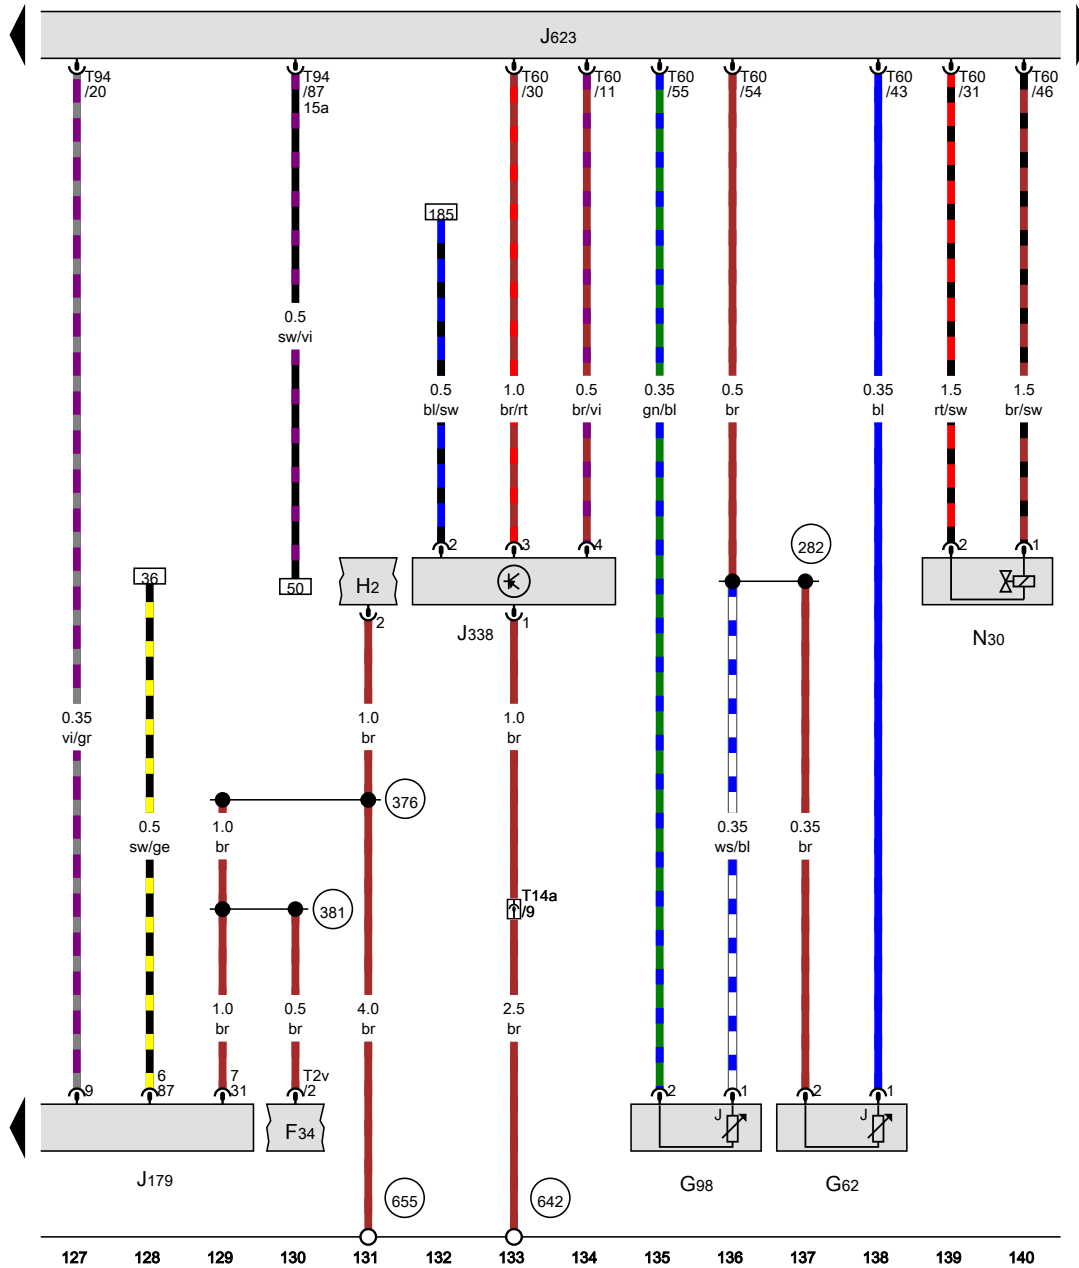 J623
T94
/20
T94
/87
15a
T60
/30
T60
/11
T60
/55
T60
/54
T60
/43
T60
/31
T60
/46
185
0.5
sw/vi
0.5
bl/sw
1.0
br/rt
0.5
br/vi
0.35
gn/bl
0.5
br
0.35
bl
1.5
rt/sw
1.5
br/sw
2
3
4
282
2
1
36
50
H2
J338
N30
2
1
0.35
vi/gr
1.0
br
1.0
br
376
0.5
sw/ge
1.0
br
0.35
ws/bl
0.35
br
381
T14a
/9
1.0
br
0.5
br
4.0
br
2.5
br
9
6
87
7
31
T2v
/2
2
1
2
1
F34
J
J
J179
G98
G62
655
642
127 128 129 130 131 132 133 134 135 136 137 138 139 140